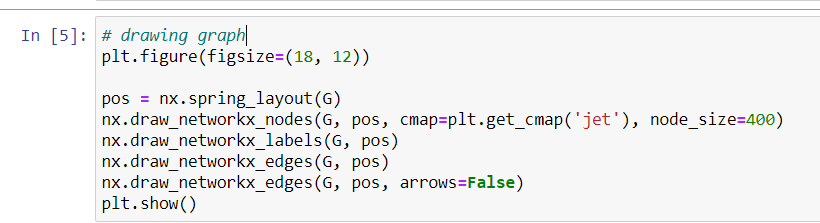 In [5]: # drawing graph
plt.figure(figsize=(18, 12))
pos = nx.spring_layout(G)
nx.draw_networkx_nodes(G, pos, cmap=plt.get_cmap('jet'), node_size=400)
nx.draw_networkx_labels(G, pos)
nx.draw_networkx_edges(G, pos)
nx.draw_networkx_edges(G, pos, arrows=False)
plt.show()